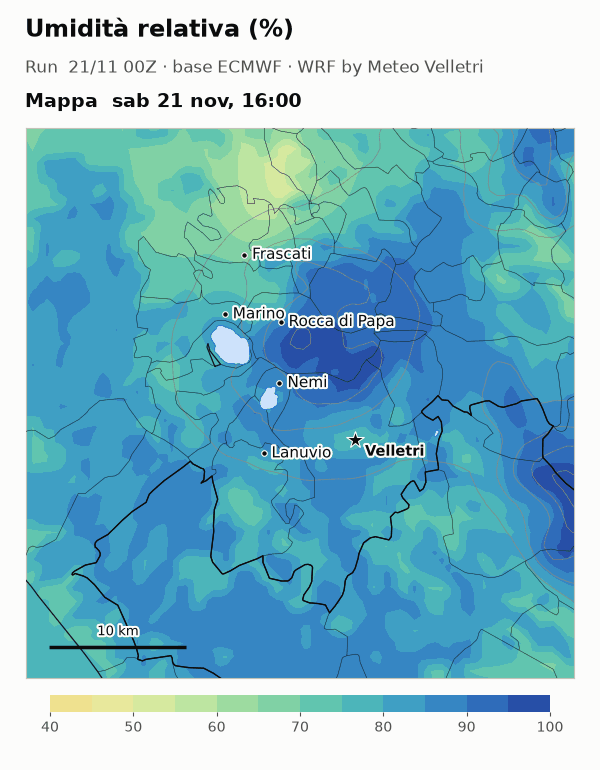 Umidità relativa (%)
Run  21/11 00Z · base ECMWF · WRF by Meteo Velletri
Mappa  sab 21 nov, 16:00
Frascati
Marino
Rocca di Papa
Nemi
Velletri
Lanuvio
10 km
40 50 60 70 80 90 100